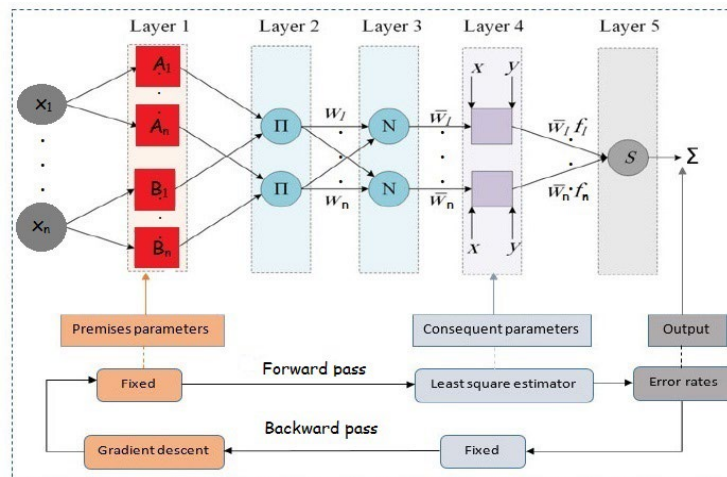 Layer 1 Layer 2 Layer 3 Layer 4 Layer 5
A₁
x y
X₁ Aₙ Π w₁ N w̄₁ w̄₁ f₁
S Σ
B₁ Π wₙ N w̄ₙ w̄ₙ fₙ
Xₙ Bₙ
x y
Premises parameters Consequent parameters Output
Forward pass
Fixed Least square estimator Error rates
Backward pass
Gradient descent Fixed